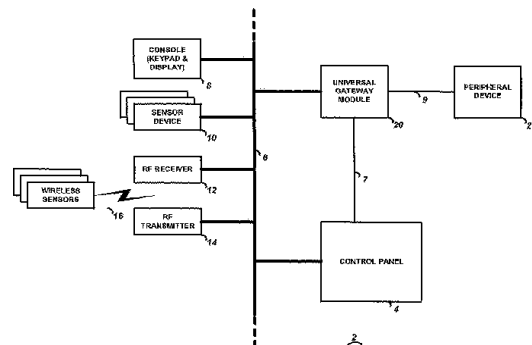 CONSOLE
(KEYPAD &
DISPLAY)
8
SENSOR
DEVICE
10
RF RECEIVER
12
WIRELESS
SENSORS
16
RF
TRANSMITTER
14
6
UNIVERSAL
GATEWAY
MODULE
20
9
PERIPHERAL
DEVICE
2
7
CONTROL PANEL
4
2